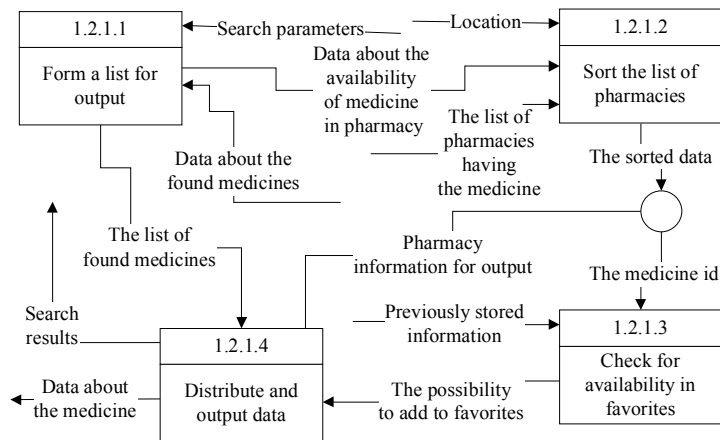 1.2.1.1
Form a list for
output
Search parameters
Location
1.2.1.2
Sort the list of
pharmacies
Data about the
availability
of medicine
in pharmacy
The list of
pharmacies
having
the medicine
Data about the
found medicines
The sorted data
The list of
found medicines
Pharmacy
information for output
The medicine id
Search
results
Previously stored
information
1.2.1.3
Check for
availability in
favorites
1.2.1.4
Distribute and
output data
Data about
the medicine
The possibility
to add to favorites